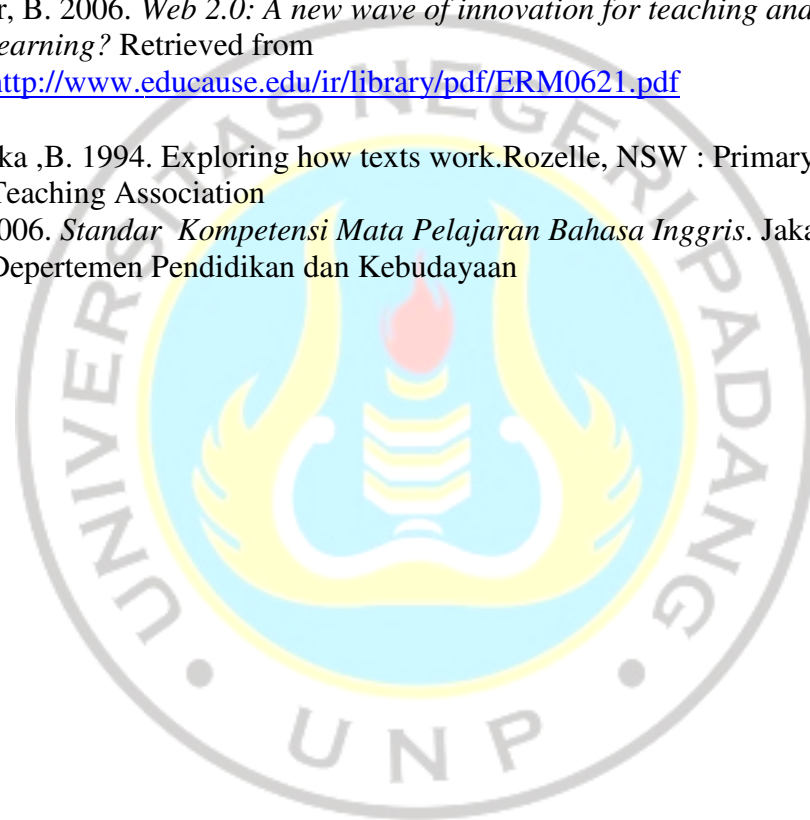 r, B. 2006. Web 2.0: A new wave of innovation for teaching and
earning? Retrieved from
http://www.educause.edu/ir/library/pdf/ERM0621.pdf
ka ,B. 1994. Exploring how texts work.Rozelle, NSW : Primary
Teaching Association
006. Standar Kompetensi Mata Pelajaran Bahasa Inggris. Jaka
Depertemen Pendidikan dan Kebudayaan
UNIVERSITAS NEGERI PADANG
• UNP •